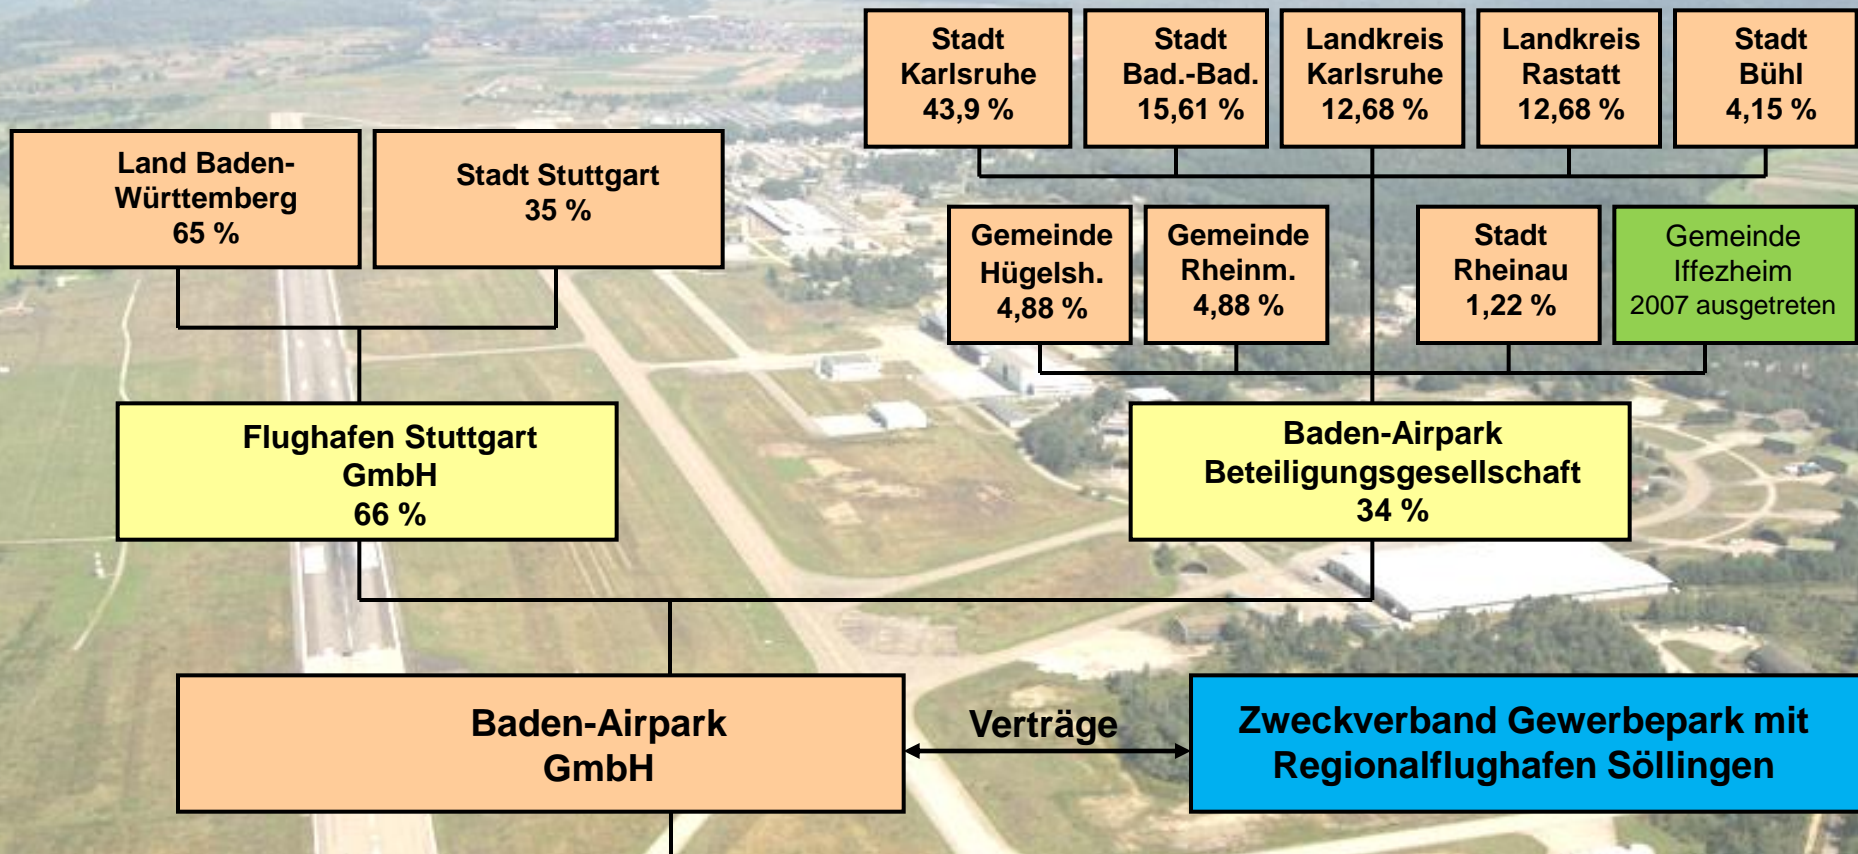 Stadt
Karlsruhe
43,9 %
Stadt
Bad.-Bad.
15,61 %
Landkreis
Karlsruhe
12,68 %
Landkreis
Rastatt
12,68 %
Stadt
Bühl
4,15 %
Land Baden-
Württemberg
65 %
Stadt Stuttgart
35 %
Gemeinde
Hügelsh.
4,88 %
Gemeinde
Rheinm.
4,88 %
Stadt
Rheinau
1,22 %
Gemeinde
Iffezheim
2007 ausgetreten
Flughafen Stuttgart
GmbH
66 %
Baden-Airpark
Beteiligungsgesellschaft
34 %
Baden-Airpark
GmbH
Verträge
Zweckverband Gewerbepark mit
Regionalflughafen Söllingen